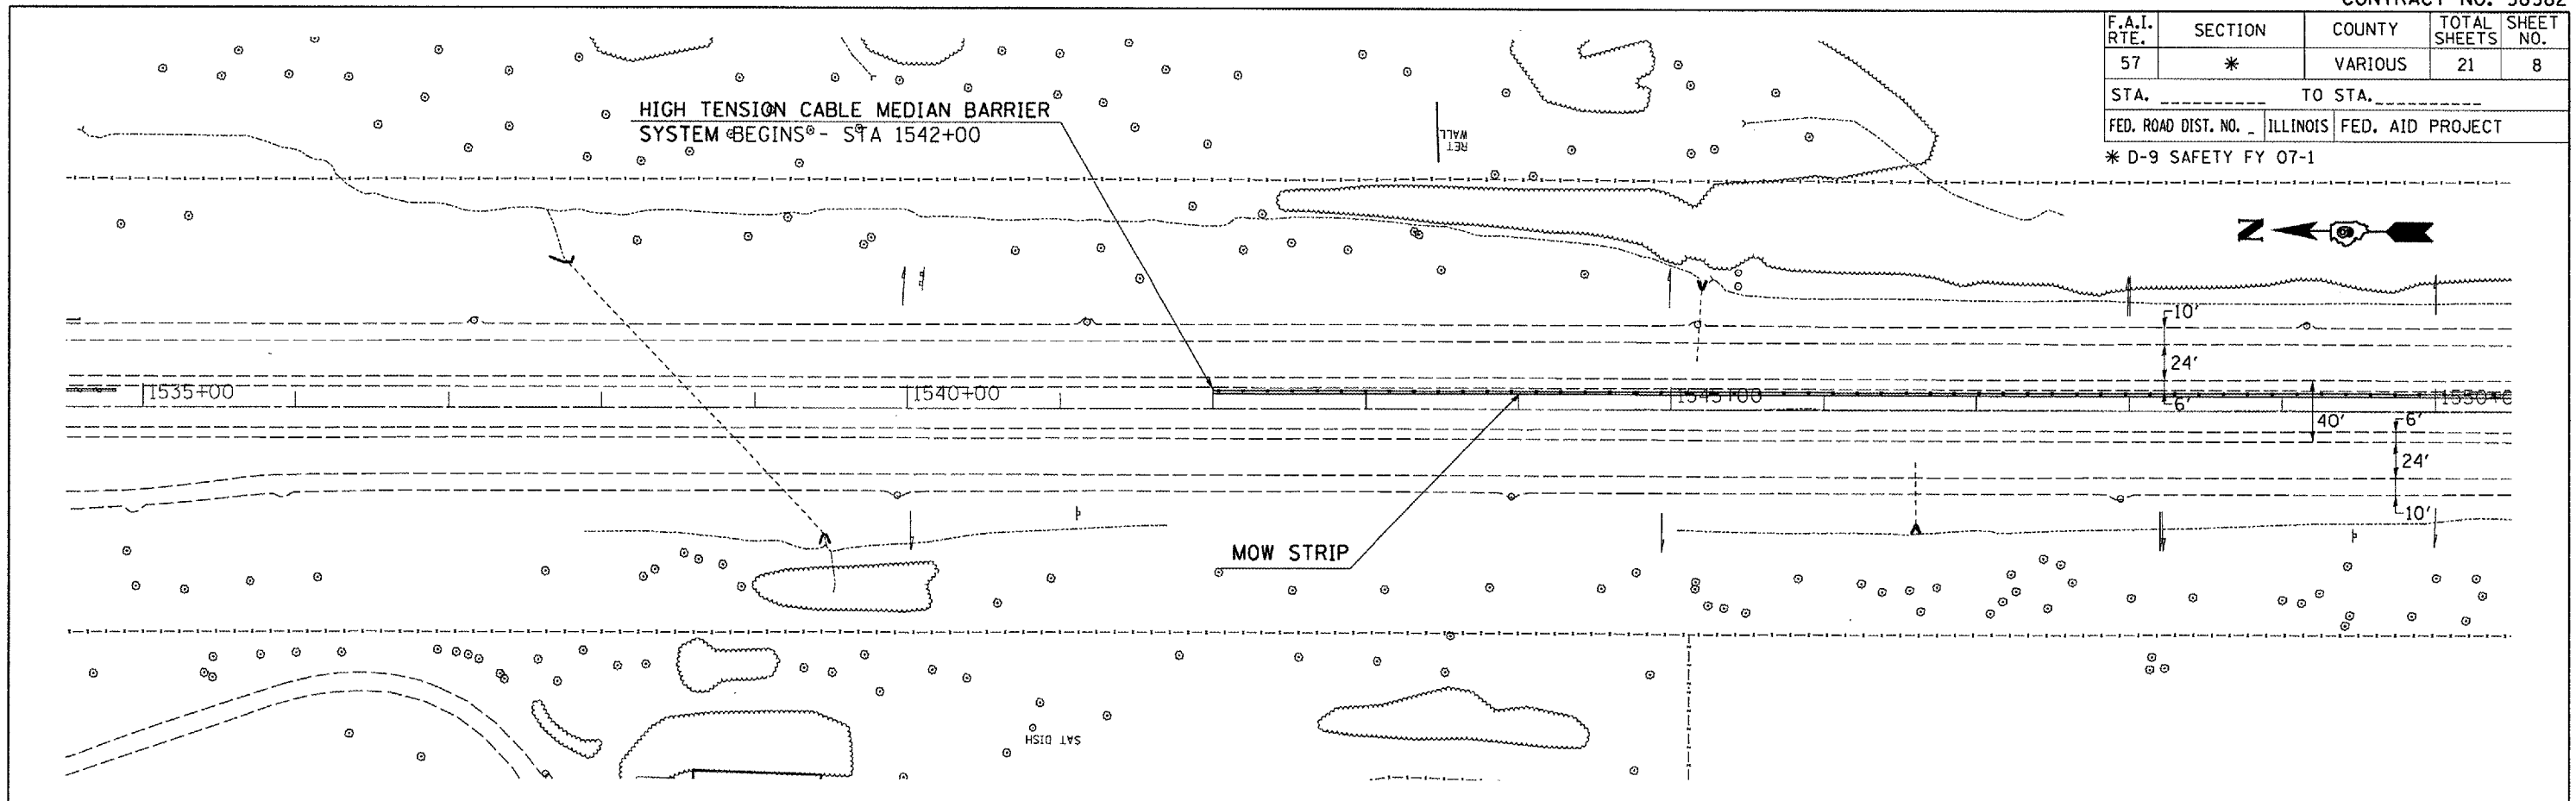 F.A.I. RTE. SECTION COUNTY TOTAL SHEETS SHEET NO.
57 * VARIOUS 21 8
STA. __________ TO STA. __________
FED. ROAD DIST. NO. _ ILLINOIS FED. AID PROJECT
* D-9 SAFETY FY 07-1
HIGH TENSION CABLE MEDIAN BARRIER
SYSTEM BEGINS - STA 1542+00
RET
WALL
N
10'
24'
1535+00
1540+00
1545+00
6'
40'
6'
24'
10'
MOW STRIP
SAT DISH